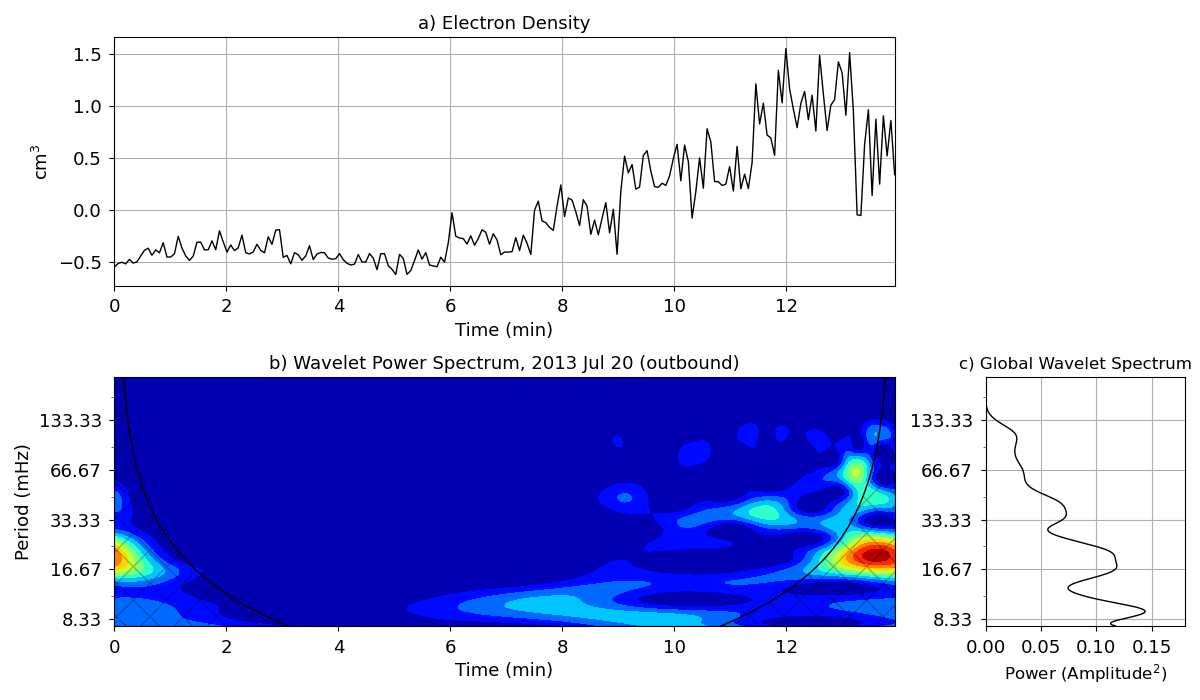 a) Electron Density
1.5
1.0
0.5
0.0
−0.5
cm³
0 2 4 6 8 10 12
Time (min)
b) Wavelet Power Spectrum, 2013 Jul 20 (outbound)
133.33
66.67
33.33
16.67
8.33
Period (mHz)
0 2 4 6 8 10 12
Time (min)
c) Global Wavelet Spectrum
133.33
66.67
33.33
16.67
8.33
0.00 0.05 0.10 0.15
Power (Amplitude²)